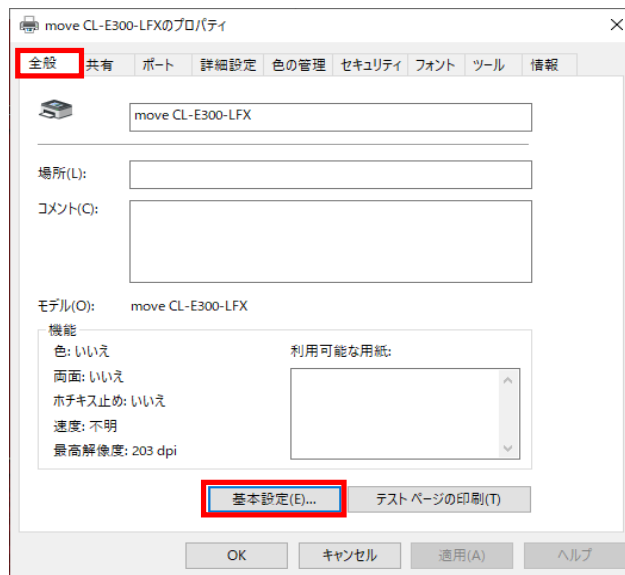 move CL-E300-LFXのプロパティ
全般 共有 ポート 詳細設定 色の管理 セキュリティ フォント ツール 情報
move CL-E300-LFX
場所(L):
コメント(C):
モデル(O): move CL-E300-LFX
機能
色: いいえ 利用可能な用紙:
両面: いいえ
ホチキス止め: いいえ
速度: 不明
最高解像度: 203 dpi
基本設定(E)... テスト ページの印刷(T)
OK キャンセル 適用(A) ヘルプ